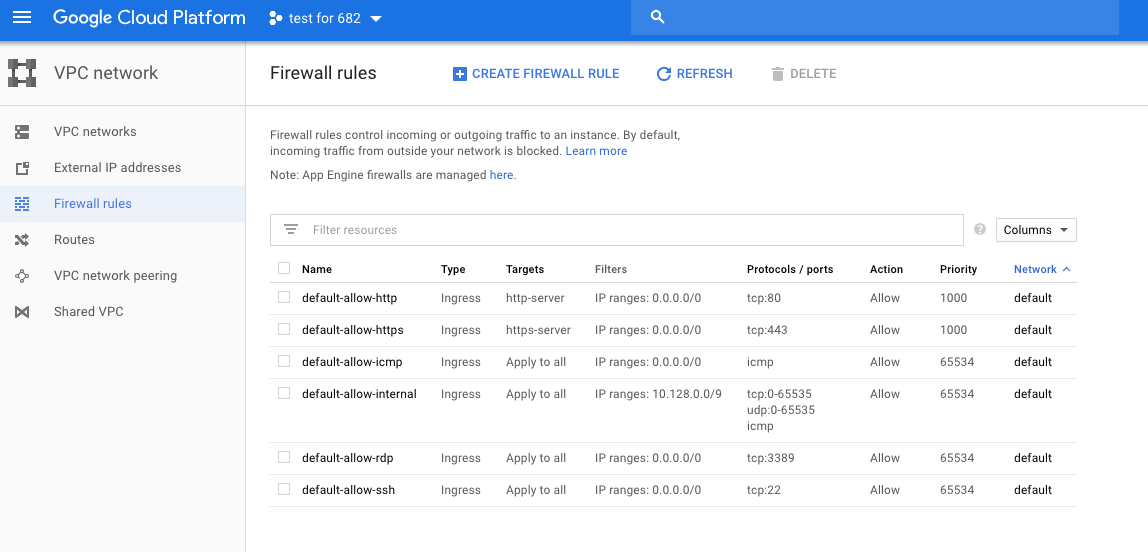 Google Cloud Platform
test for 682
VPC network
Firewall rules
CREATE FIREWALL RULE
REFRESH
DELETE
VPC networks
External IP addresses
Firewall rules
Routes
VPC network peering
Shared VPC
Firewall rules control incoming or outgoing traffic to an instance. By default,
incoming traffic from outside your network is blocked. Learn more
Note: App Engine firewalls are managed here.
Filter resources
?
Columns
Name Type Targets Filters Protocols / ports Action Priority Network
default-allow-http Ingress http-server IP ranges: 0.0.0.0/0 tcp:80 Allow 1000 default
default-allow-https Ingress https-server IP ranges: 0.0.0.0/0 tcp:443 Allow 1000 default
default-allow-icmp Ingress Apply to all IP ranges: 0.0.0.0/0 icmp Allow 65534 default
default-allow-internal Ingress Apply to all IP ranges: 10.128.0.0/9 tcp:0-65535 Allow 65534 default
udp:0-65535
icmp
default-allow-rdp Ingress Apply to all IP ranges: 0.0.0.0/0 tcp:3389 Allow 65534 default
default-allow-ssh Ingress Apply to all IP ranges: 0.0.0.0/0 tcp:22 Allow 65534 default